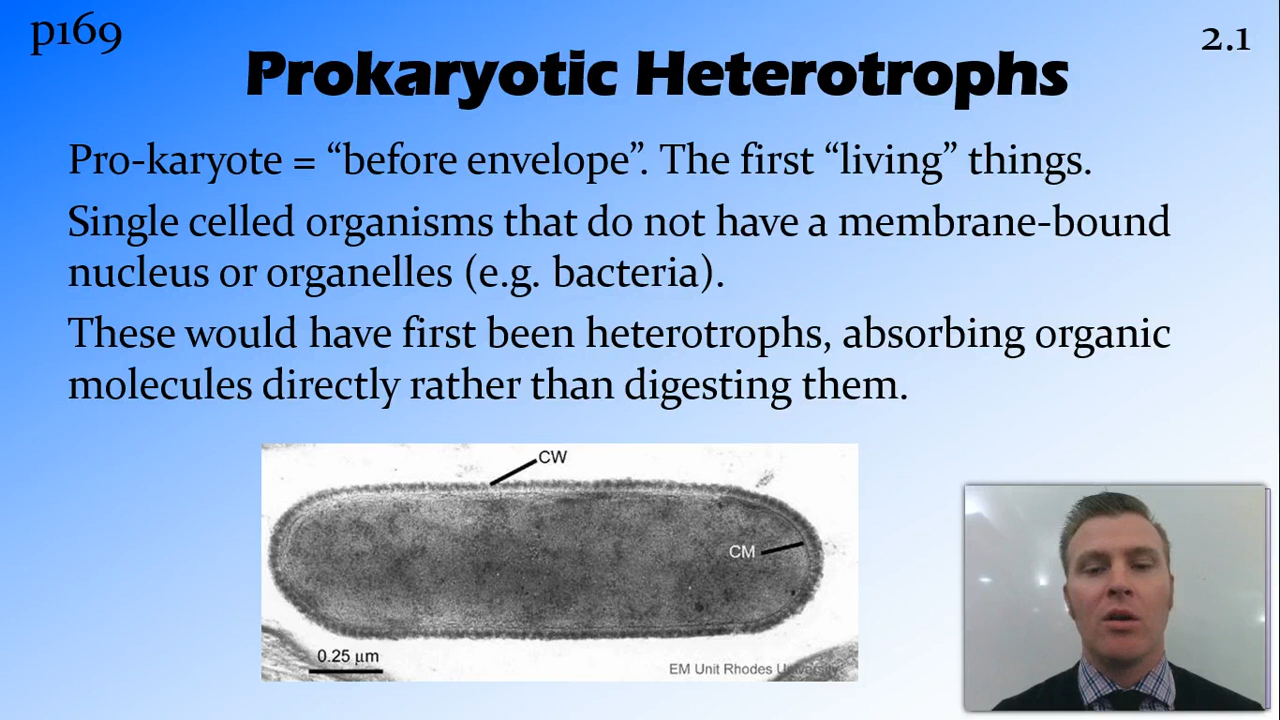 p169
2.1
Prokaryotic Heterotrophs
Pro-karyote = “before envelope”. The first “living” things.
Single celled organisms that do not have a membrane-bound
nucleus or organelles (e.g. bacteria).
These would have first been heterotrophs, absorbing organic
molecules directly rather than digesting them.
CW
CM
0.25 µm
EM Unit Rhodes University